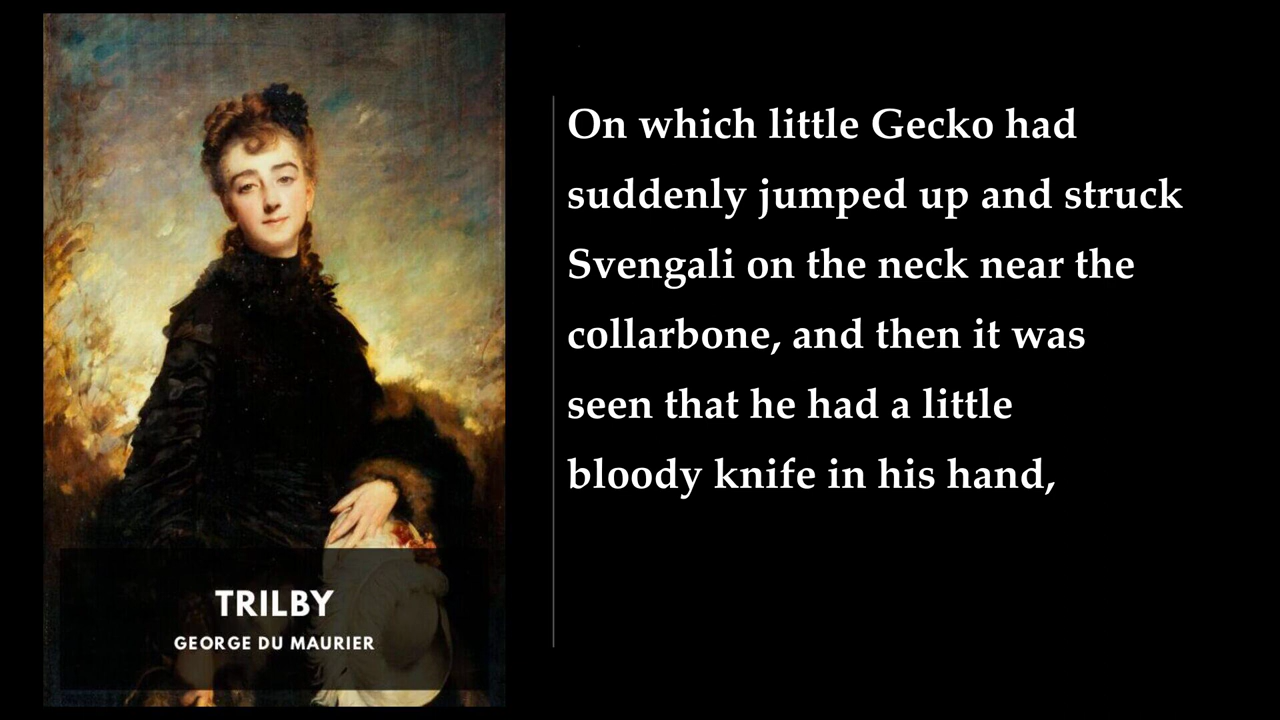 On which little Gecko had
suddenly jumped up and struck
Svengali on the neck near the
collarbone, and then it was
seen that he had a little
bloody knife in his hand,
TRILBY
GEORGE DU MAURIER